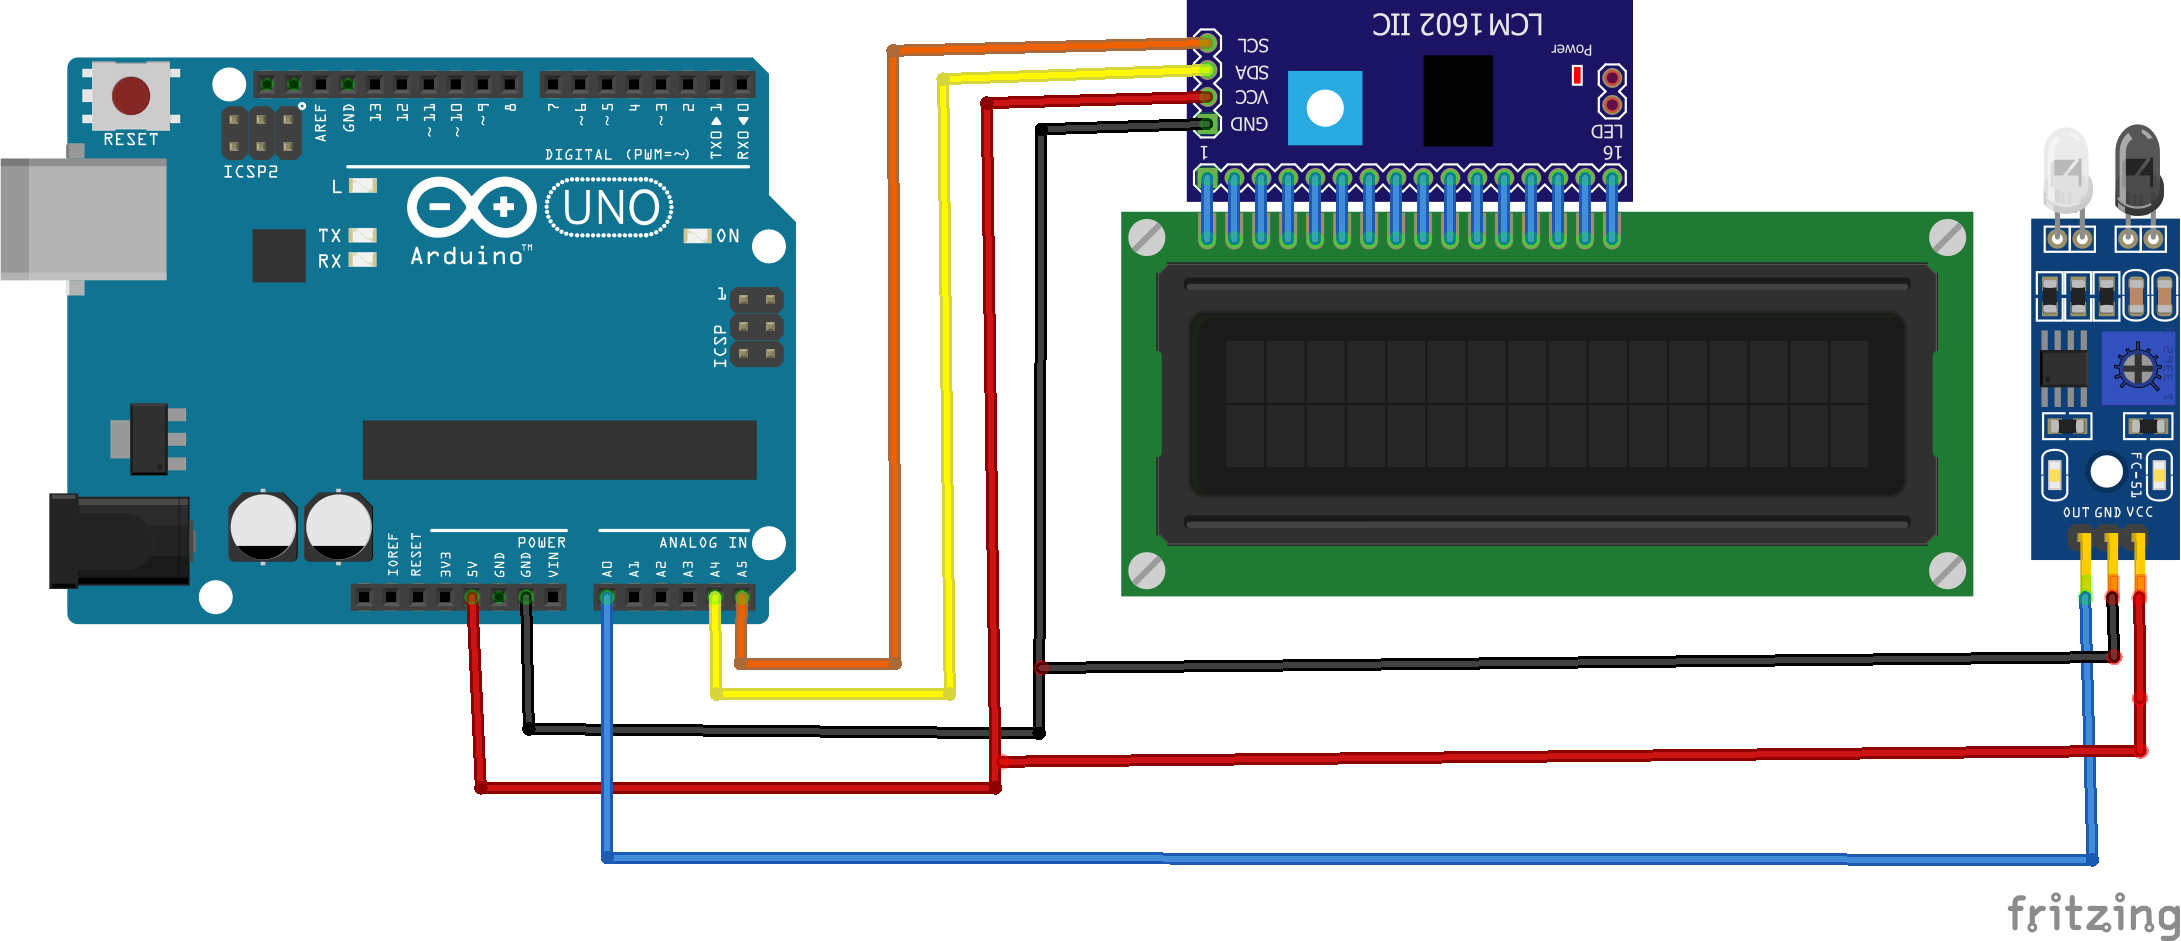 RESET
ICSP2
AREF
GND
13
12
~11
~10
~9
8
7
~6
~5
4
~3
2
TX0▶1
RX0◀0
DIGITAL (PWM=~)
L
TX
RX
UNO
Arduino™
ON
1
ICSP
POWER
ANALOG IN
IOREF
RESET
3V3
5V
GND
GND
VIN
A0
A1
A2
A3
A4
A5
LCM1602 IIC
SCL
SDA
VCC
GND
Power
LED
1
16
FC-51
OUT GND VCC
fritzing